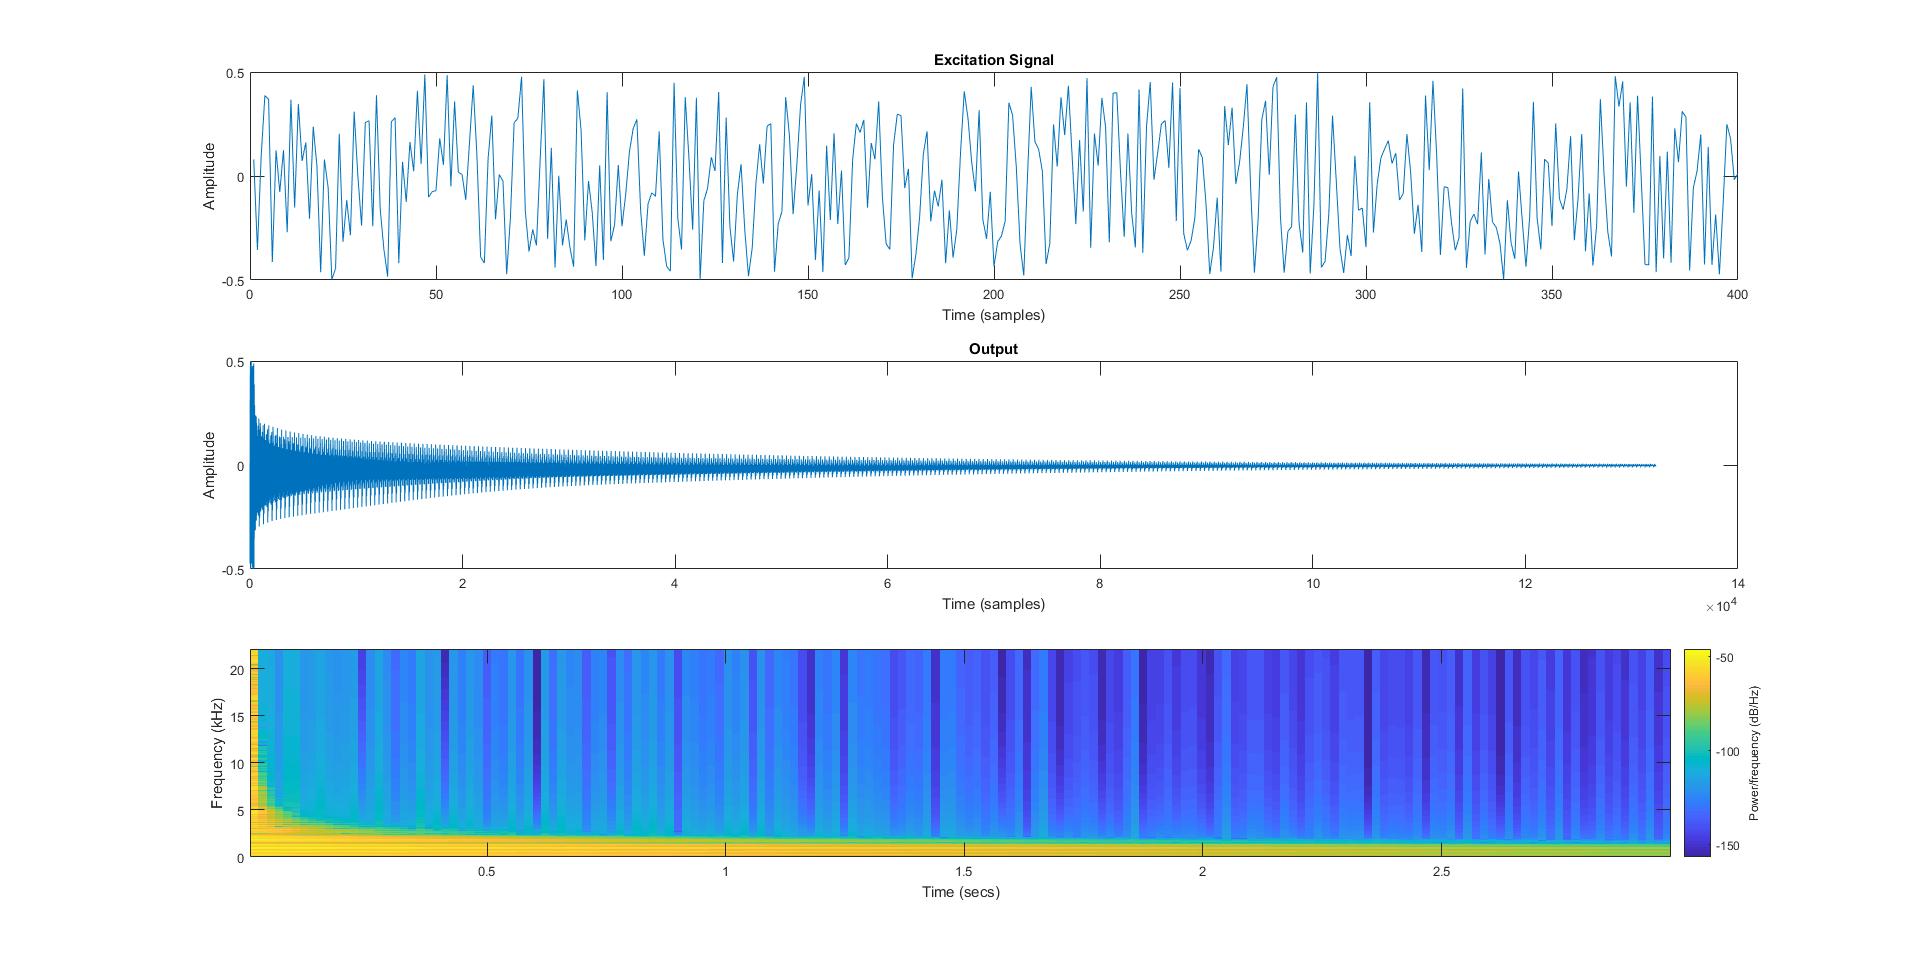 Excitation Signal
0.5
0
-0.5
Amplitude
0 50 100 150 200 250 300 350 400
Time (samples)
Output
0.5
0
-0.5
Amplitude
0 2 4 6 8 10 12 14
×10^4
Time (samples)
20
15
10
5
0
Frequency (kHz)
0.5 1 1.5 2 2.5
Time (secs)
-50
-100
-150
Power/frequency (dB/Hz)